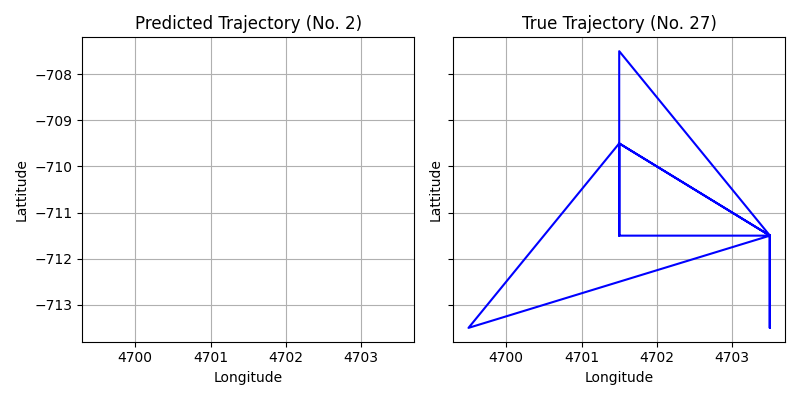 Predicted Trajectory (No. 2)
True Trajectory (No. 27)
Lattitude
−708
−709
−710
−711
−712
−713
4700
4701
4702
4703
Longitude
Lattitude
4700
4701
4702
4703
Longitude